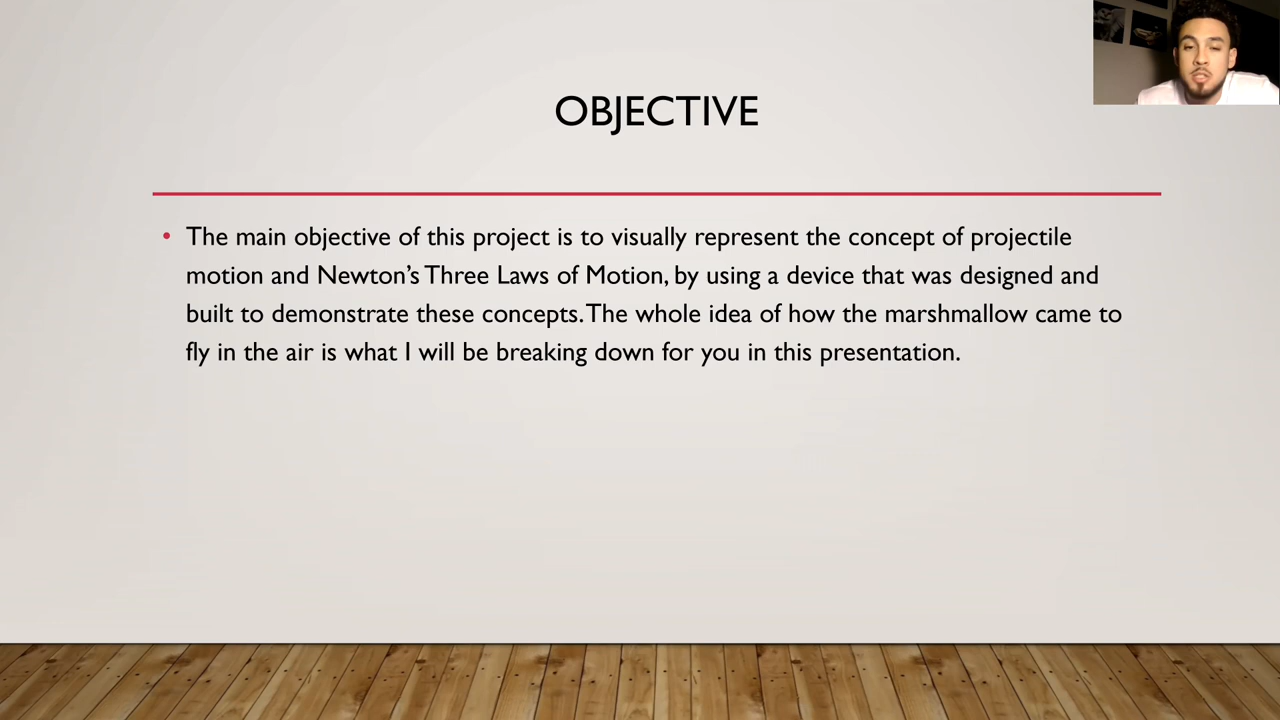 OBJECTIVE
• The main objective of this project is to visually represent the concept of projectile
motion and Newton's Three Laws of Motion, by using a device that was designed and
built to demonstrate these concepts. The whole idea of how the marshmallow came to
fly in the air is what I will be breaking down for you in this presentation.